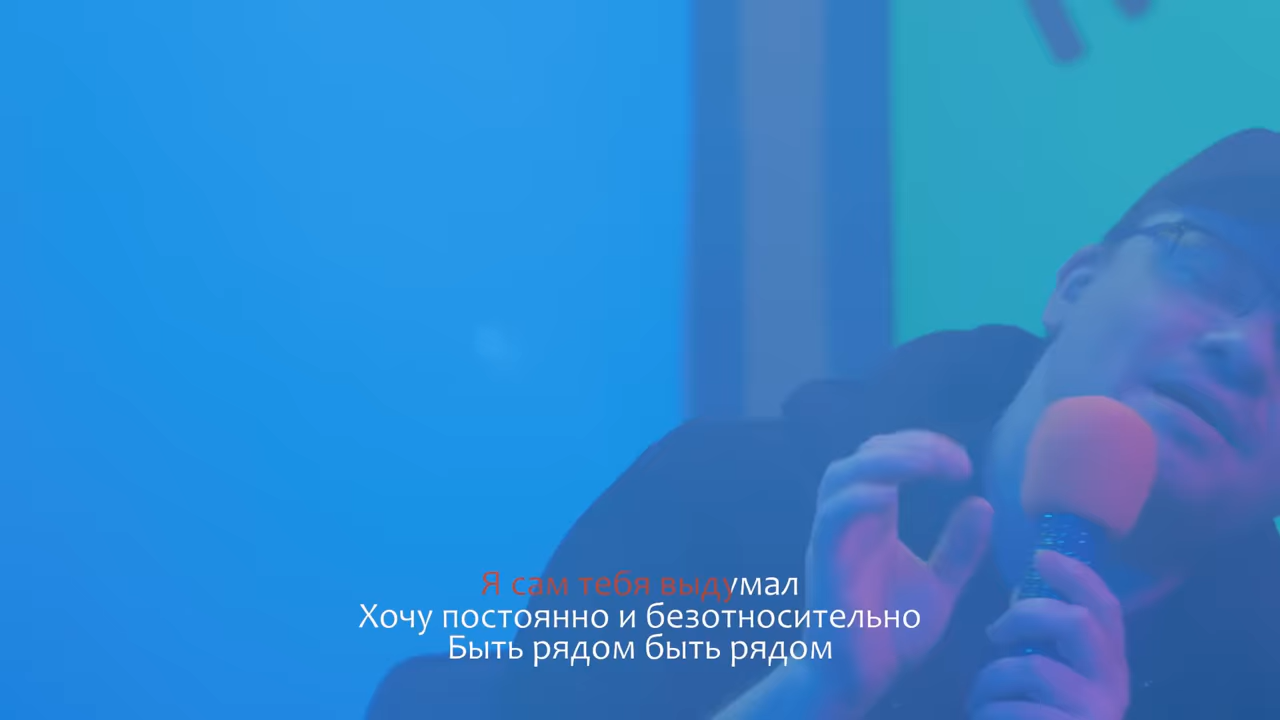 Я сам тебя выдумал
Хочу постоянно и безотносительно
Быть рядом быть рядом